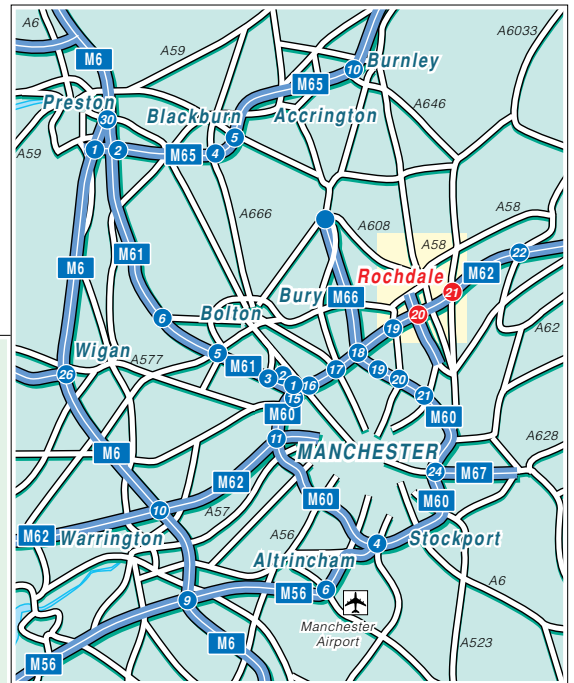 A6
A59
A6033
M6
Burnley
10
M65
Preston
Blackburn
Accrington
A646
30
5
1
2
4
A59
M65
A666
A608
A58
A58
22
M6
M61
Rochdale
M62
Bury
M66
21
6
Bolton
20
19
A62
Wigan
5
18
A577
M61
2
17
19
26
3
1
16
20
15
21
M60
M60
11
MANCHESTER
A628
M6
24
M67
M62
M60
M60
10
A57
M62
Warrington
A56
Stockport
4
Altrincham
6
A6
9
M56
Manchester
Airport
M6
A523
M56